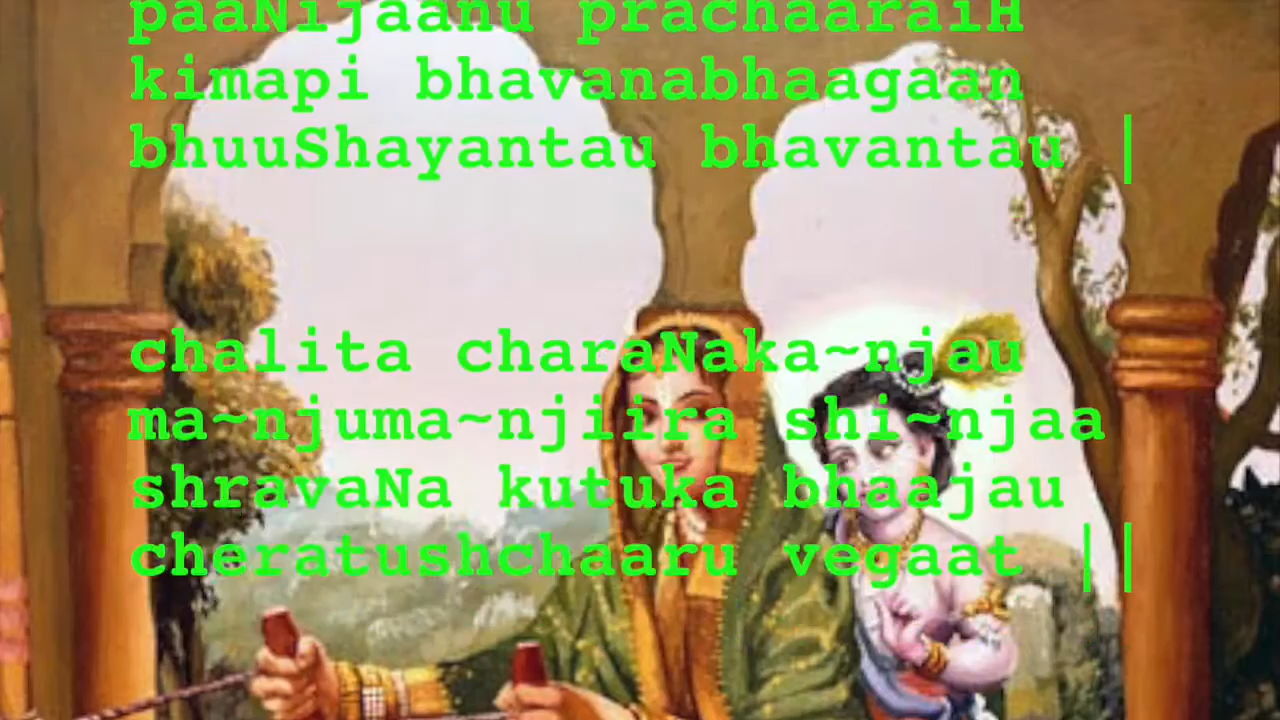 paaNijaanu prachaaraiH
kimapi bhavanabhaagaan
bhuuShayantau bhavantau |
chalita charaNaka~njau
ma~njuma~njiira shi~njaa
shravaNa kutuka bhaajau
cheratushchaaru vegaat ||